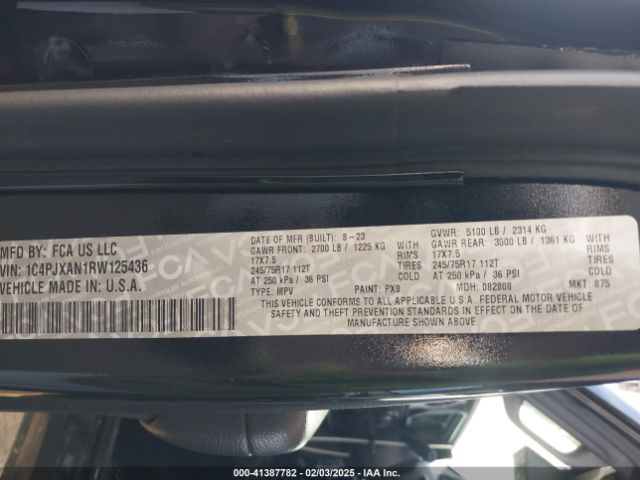 MFD BY: FCA US LLC
VIN: 1C4PJXAN1RW125436
VEHICLE MADE IN: U.S.A.
DATE OF MFR (BUILT): 8-23
GAWR FRONT: 2700 LB / 1225 KG WITH
17X7.5 RIMS
245/75R17 112T TIRES
AT 250 kPa / 36 PSI COLD
TYPE: MPV PAINT: PX8
GVWR: 5100 LB / 2314 KG
GAWR REAR: 3000 LB / 1361 KG WITH
17X7.5 RIMS
245/75R17 112T TIRES
AT 250 kPa / 36 PSI COLD
MDH: 082808 MKT: 875
THIS VEHICLE CONFORMS TO ALL APPLICABLE U.S.A. FEDERAL MOTOR VEHICLE
SAFETY AND THEFT PREVENTION STANDARDS IN EFFECT ON THE DATE OF
MANUFACTURE SHOWN ABOVE.
000-41387782 - 02/03/2025 - IAA Inc.